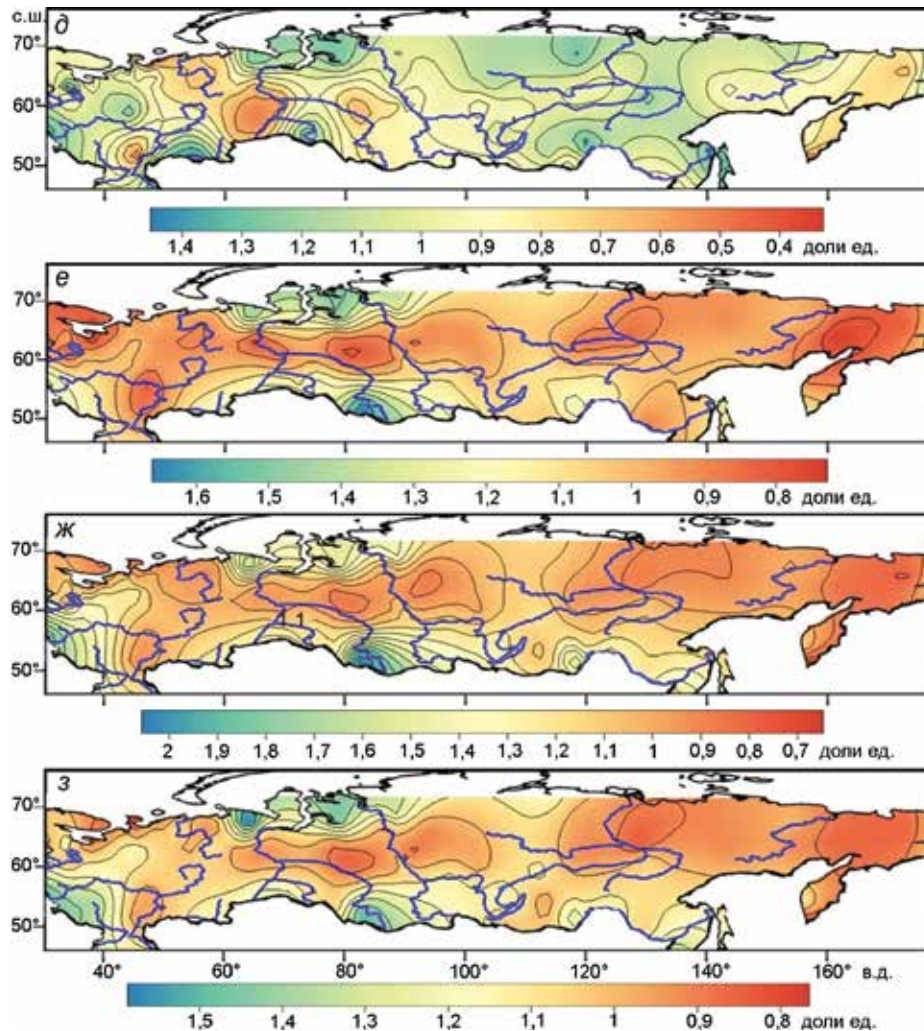 с.ш.
д
70°
60°
50°
1,4 1,3 1,2 1,1 1 0,9 0,8 0,7 0,6 0,5 0,4 доли ед.
е
70°
60°
50°
1,6 1,5 1,4 1,3 1,2 1,1 1 0,9 0,8 доли ед.
ж
70°
60°
1,1
50°
2 1,9 1,8 1,7 1,6 1,5 1,4 1,3 1,2 1,1 1 0,9 0,8 0,7 доли ед.
з
70°
60°
50°
40° 60° 80° 100° 120° 140° 160° в.д.
1,5 1,4 1,3 1,2 1,1 1 0,9 0,8 доли ед.